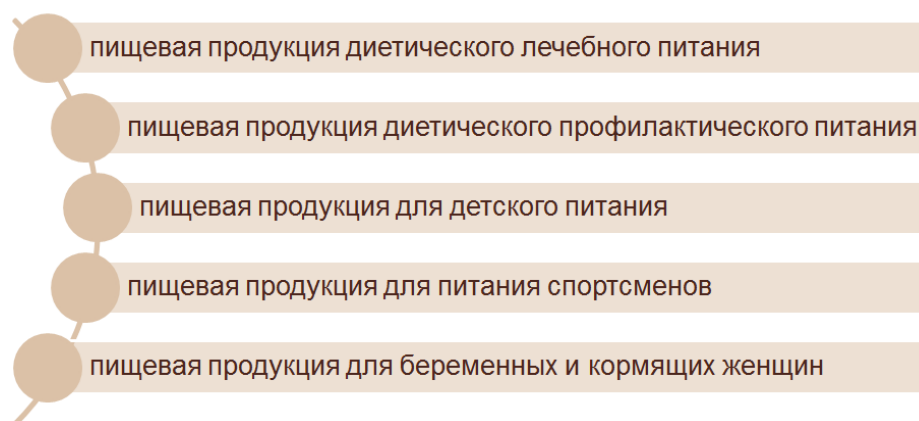 пищевая продукция диетического лечебного питания
пищевая продукция диетического профилактического питания
пищевая продукция для детского питания
пищевая продукция для питания спортсменов
пищевая продукция для беременных и кормящих женщин